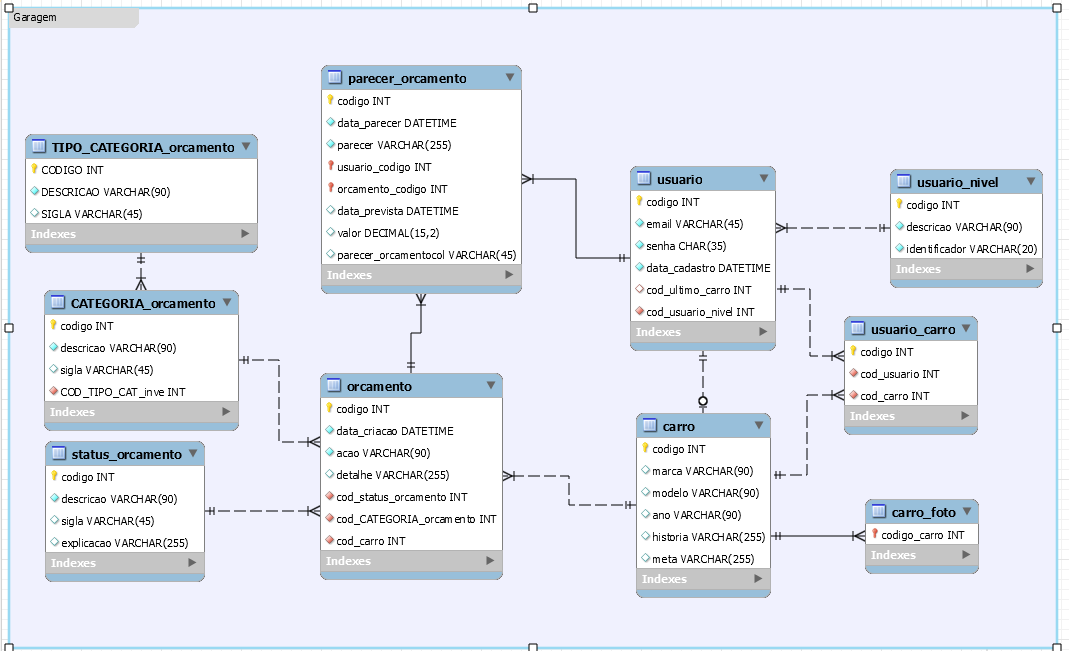 Garagem
TIPO_CATEGORIA_orcamento
CODIGO INT
DESCRICAO VARCHAR(90)
SIGLA VARCHAR(45)
Indexes
CATEGORIA_orcamento
codigo INT
descricao VARCHAR(90)
sigla VARCHAR(45)
COD_TIPO_CAT_inve INT
Indexes
status_orcamento
codigo INT
descricao VARCHAR(90)
sigla VARCHAR(45)
explicacao VARCHAR(255)
Indexes
parecer_orcamento
codigo INT
data_parecer DATETIME
parecer VARCHAR(255)
usuario_codigo INT
orcamento_codigo INT
data_prevista DATETIME
valor DECIMAL(15,2)
parecer_orcamentocol VARCHAR(45)
Indexes
orcamento
codigo INT
data_criacao DATETIME
acao VARCHAR(90)
detalhe VARCHAR(255)
cod_status_orcamento INT
cod_CATEGORIA_orcamento INT
cod_carro INT
Indexes
usuario
codigo INT
email VARCHAR(45)
senha CHAR(35)
data_cadastro DATETIME
cod_ultimo_carro INT
cod_usuario_nivel INT
Indexes
carro
codigo INT
marca VARCHAR(90)
modelo VARCHAR(90)
ano VARCHAR(90)
historia VARCHAR(255)
meta VARCHAR(255)
Indexes
usuario_nivel
codigo INT
descricao VARCHAR(90)
identificador VARCHAR(20)
Indexes
usuario_carro
codigo INT
cod_usuario INT
cod_carro INT
Indexes
carro_foto
codigo_carro INT
Indexes